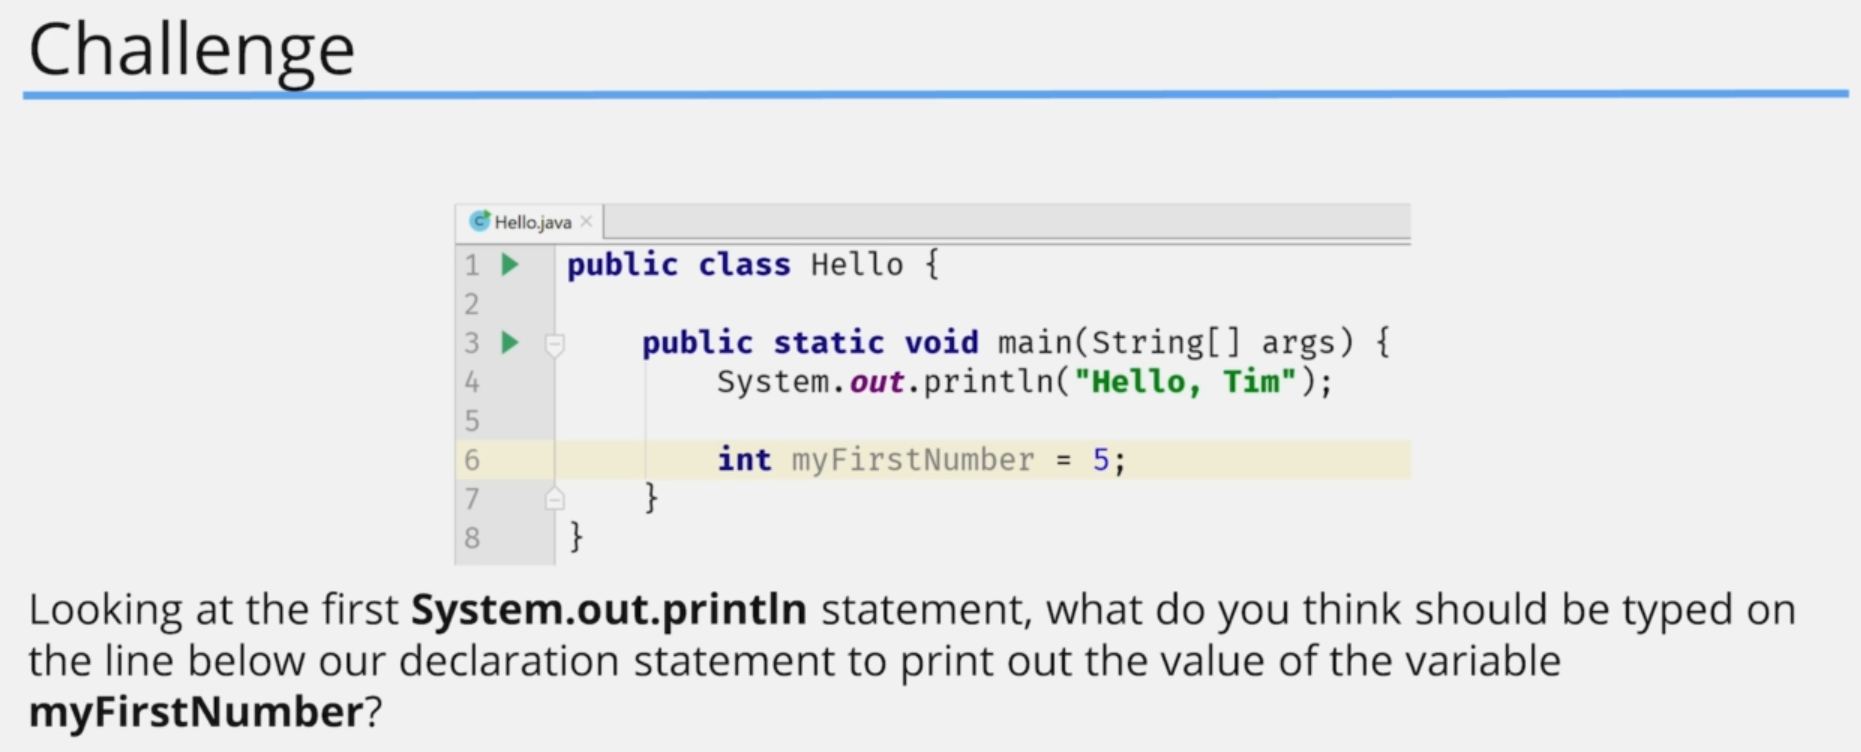 Challenge
Hello.java
1 public class Hello {
2
3 public static void main(String[] args) {
4 System.out.println("Hello, Tim");
5
6 int myFirstNumber = 5;
7 }
8 }
Looking at the first System.out.println statement, what do you think should be typed on
the line below our declaration statement to print out the value of the variable
myFirstNumber?